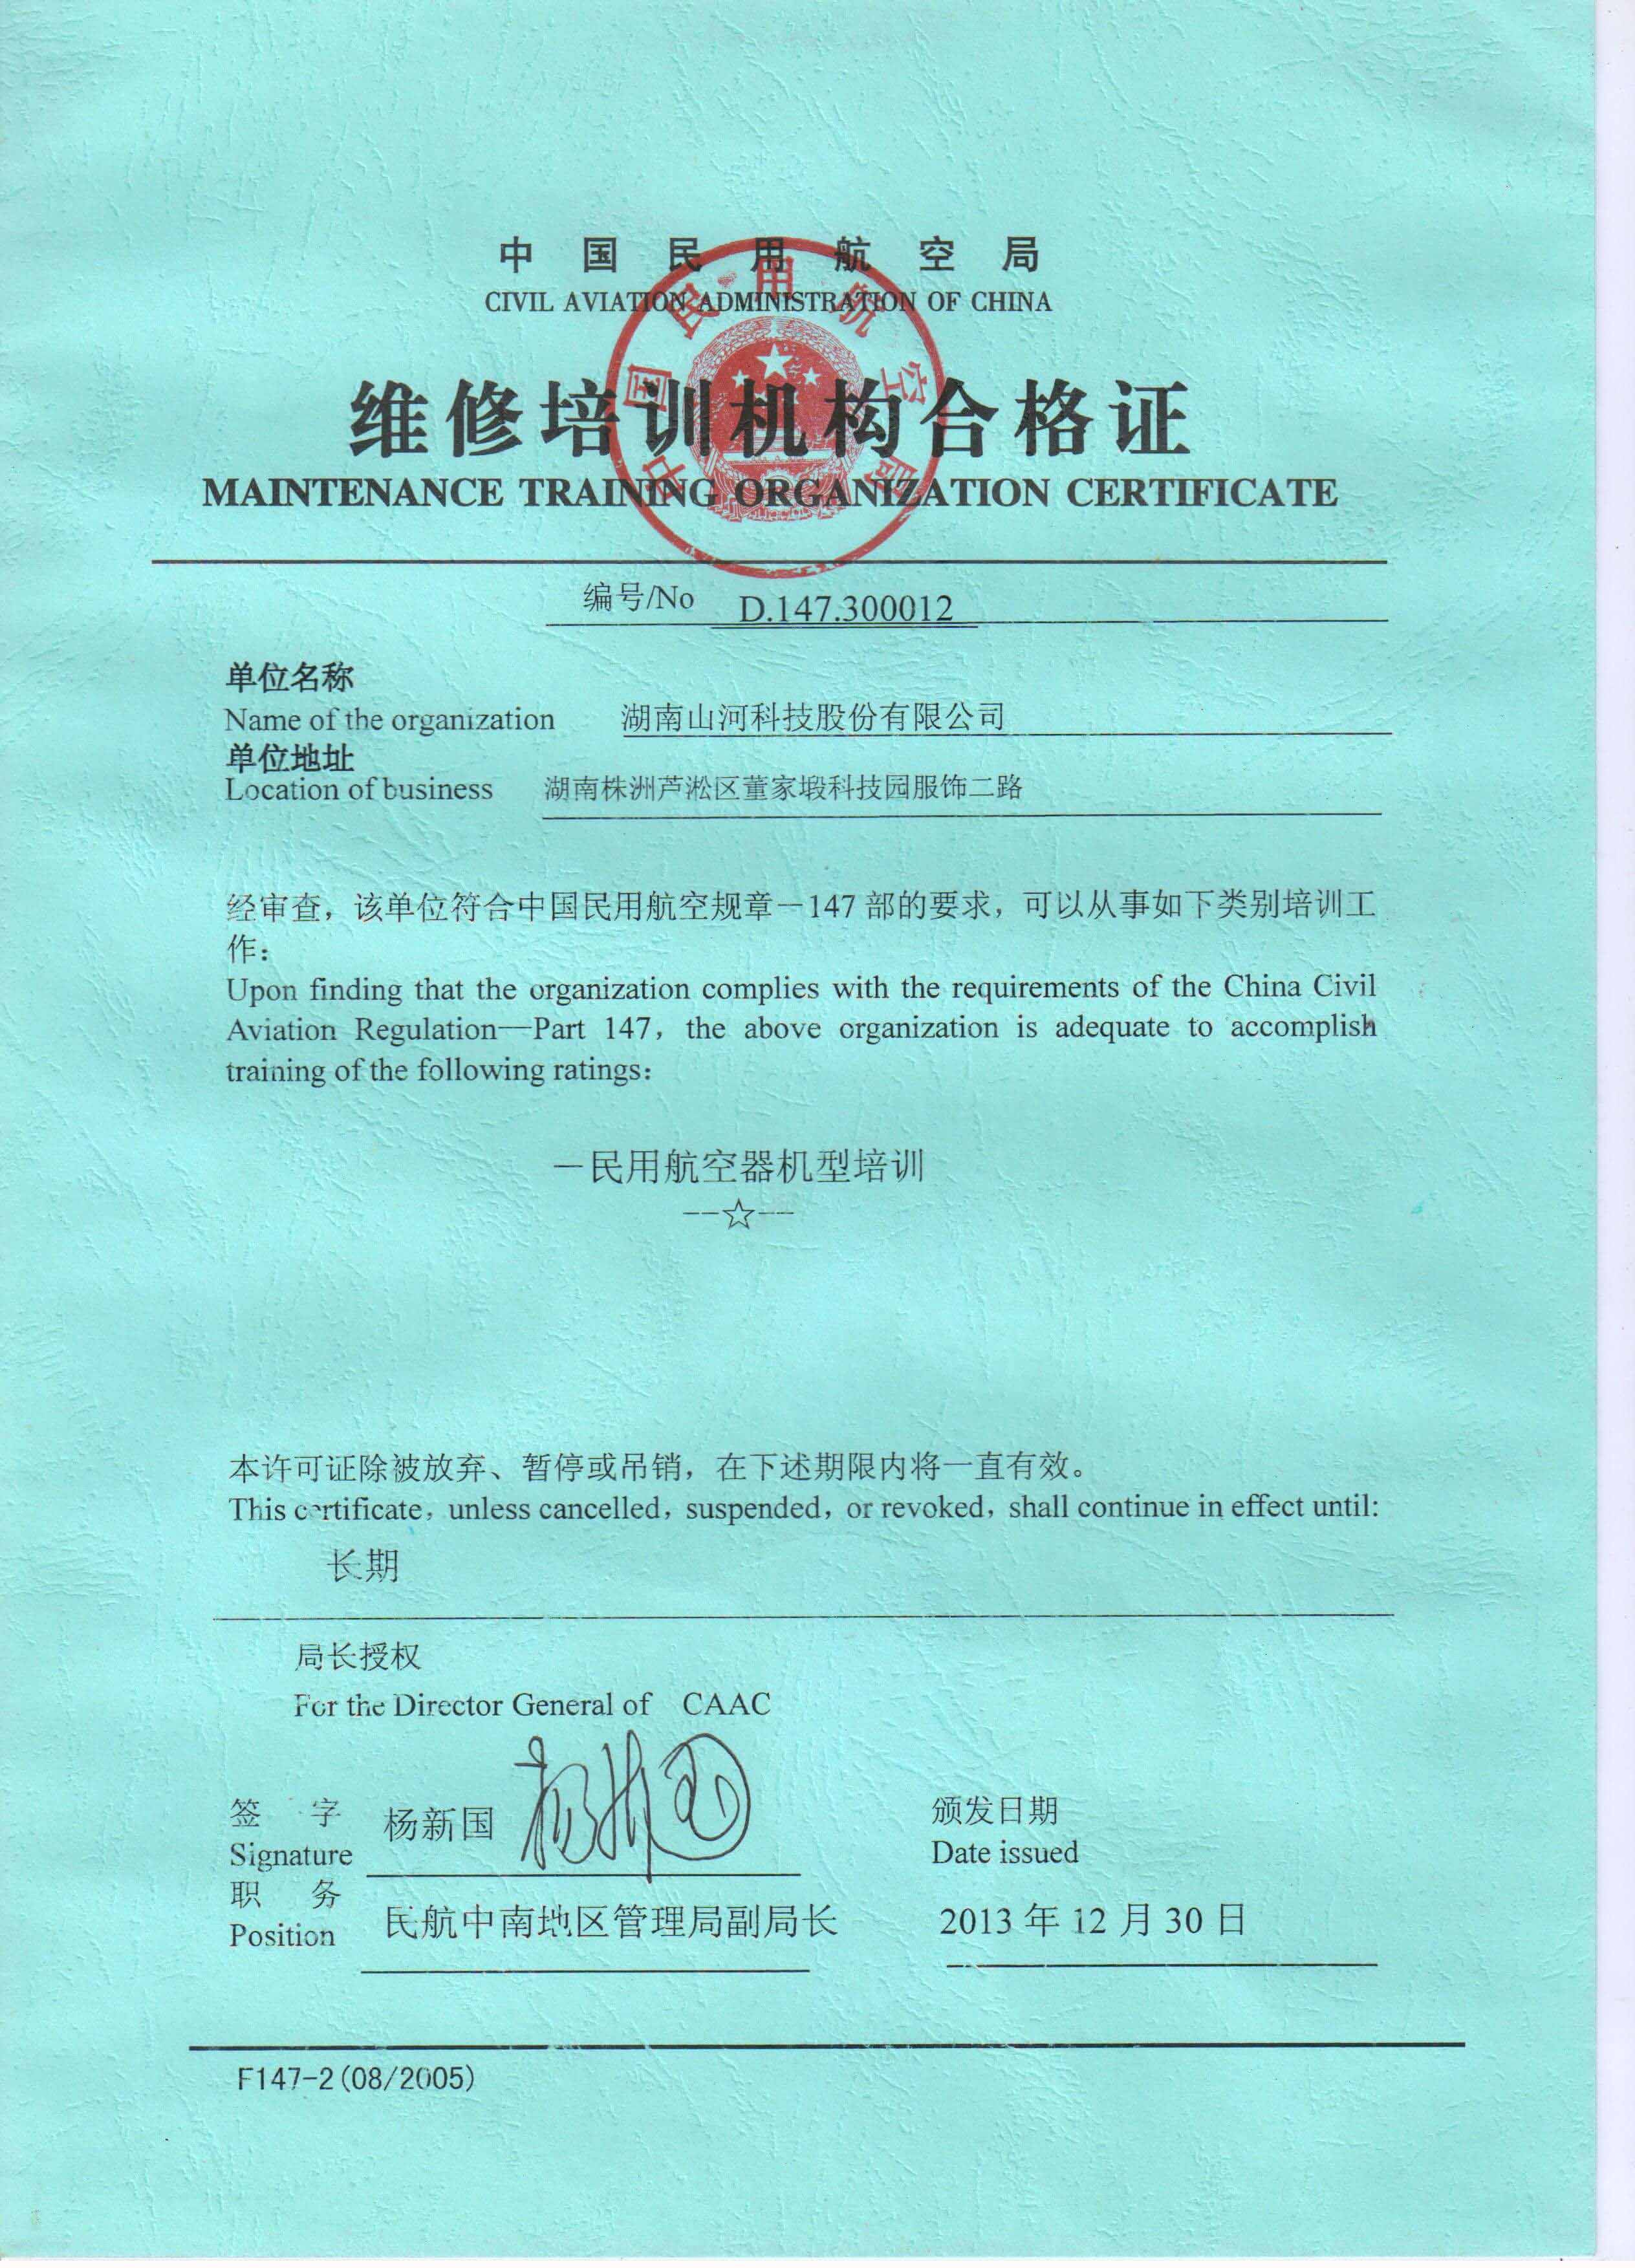 中国民用航空局
CIVIL AVIATION ADMINISTRATION OF CHINA
中国民用航空局
维修培训机构合格证
MAINTENANCE TRAINING ORGANIZATION CERTIFICATE
编号/No D.147.300012
单位名称
Name of the organization 湖南山河科技股份有限公司
单位地址
Location of business 湖南株洲芦淞区董家塅科技园服饰二路
经审查，该单位符合中国民用航空规章－147 部的要求，可以从事如下类别培训工
作：
Upon finding that the organization complies with the requirements of the China Civil
Aviation Regulation—Part 147, the above organization is adequate to accomplish
training of the following ratings:
－民用航空器机型培训
--☆--
本许可证除被放弃、暂停或吊销，在下述期限内将一直有效。
This certificate, unless cancelled, suspended, or revoked, shall continue in effect until:
长期
局长授权
For the Director General of CAAC
签 字 杨新国 杨新国
Signature
职 务
Position 民航中南地区管理局副局长
颁发日期
Date issued
2013 年 12 月 30 日
F147-2(08/2005)